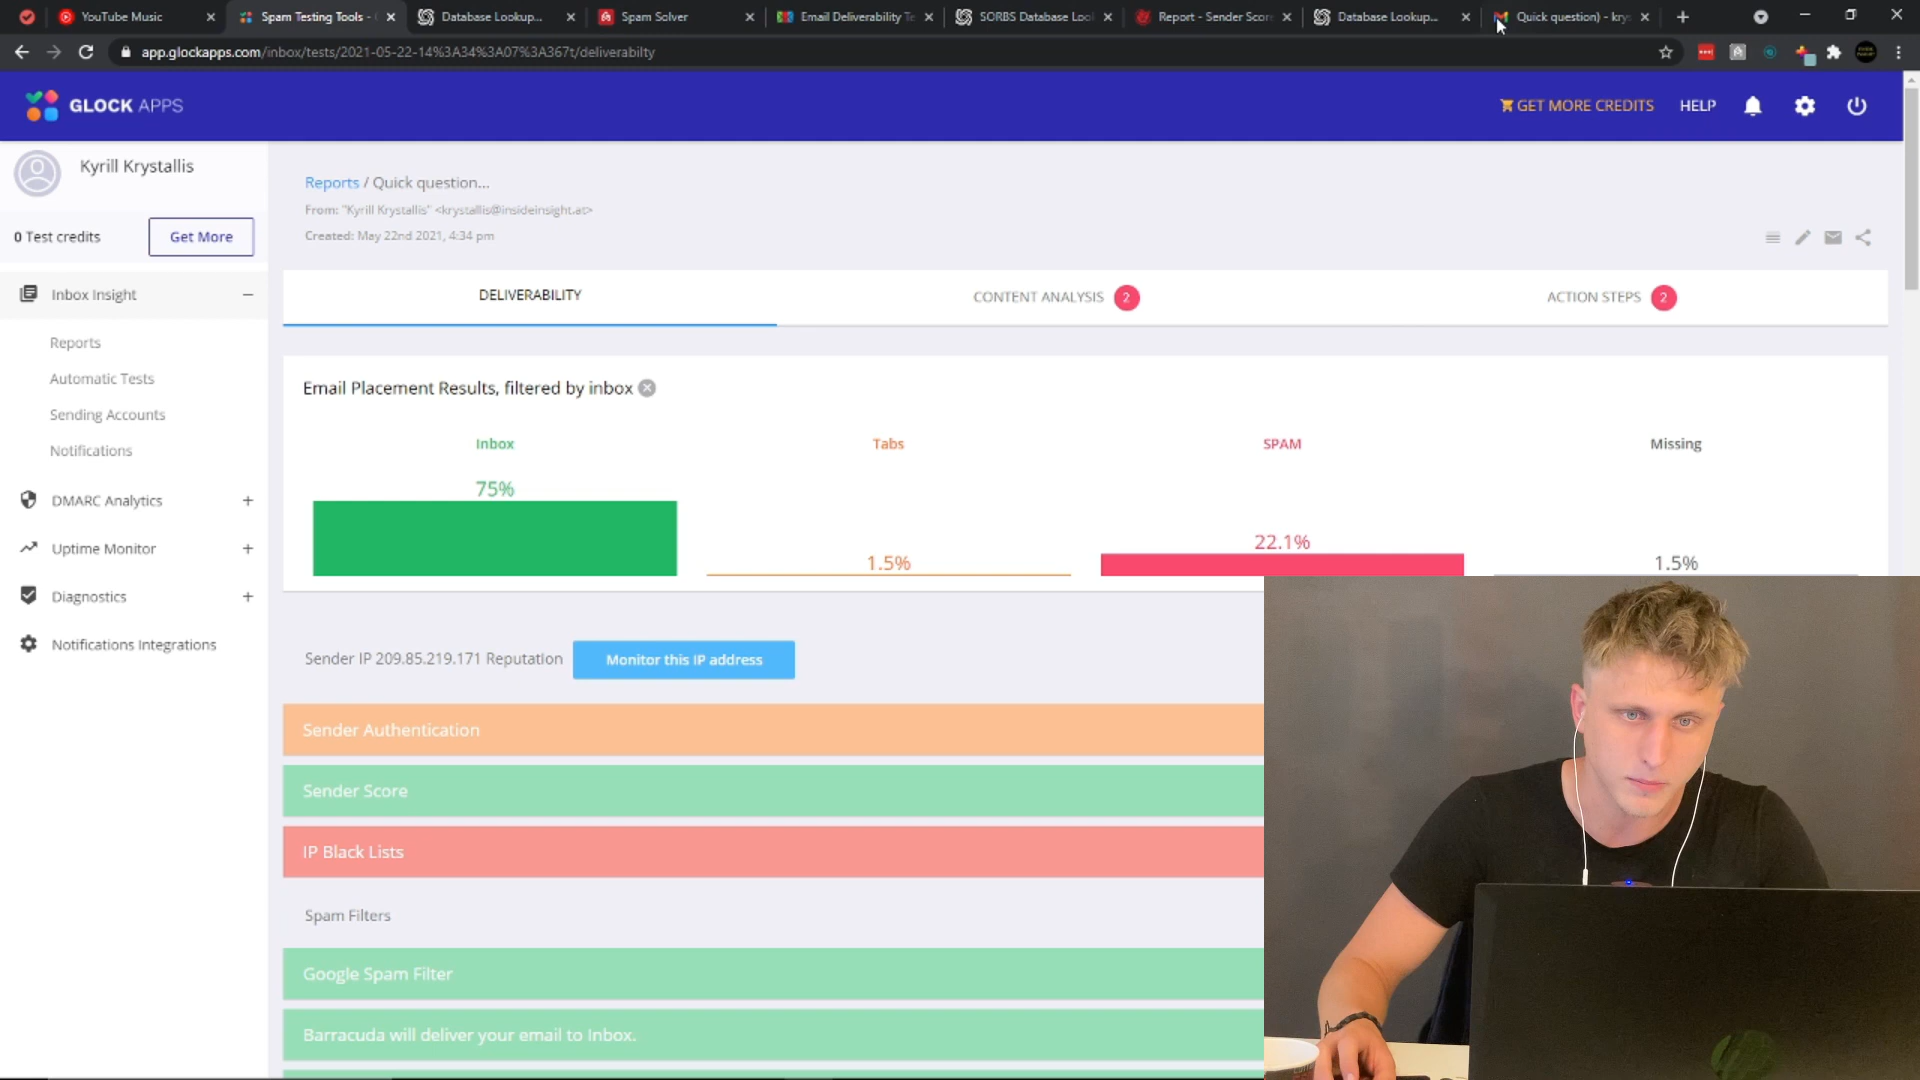 YouTube Music
Spam Testing Tools -
Database Lookup...
Spam Solver
Email Deliverability Te
SORBS Database Loo
Report - Sender Scor
Database Lookup...
Quick question) - kry
app.glockapps.com/inbox/tests/2021-05-22-14%3A34%3A07%3A367t/deliverabilty
GLOCK APPS
GET MORE CREDITS
HELP
Kyrill Krystallis
0 Test credits
Get More
Inbox Insight
Reports
Automatic Tests
Sending Accounts
Notifications
DMARC Analytics
Uptime Monitor
Diagnostics
Notifications Integrations
Reports / Quick question...
From: "Kyrill Krystallis" <krystallis@insideinsight.at>
Created: May 22nd 2021, 4:34 pm
DELIVERABILITY
CONTENT ANALYSIS 2
ACTION STEPS 2
Email Placement Results, filtered by inbox
Inbox
Tabs
SPAM
Missing
75%
1.5%
22.1%
1.5%
Sender IP 209.85.219.171 Reputation
Monitor this IP address
Sender Authentication
Sender Score
IP Black Lists
Spam Filters
Google Spam Filter
Barracuda will deliver your email to Inbox.